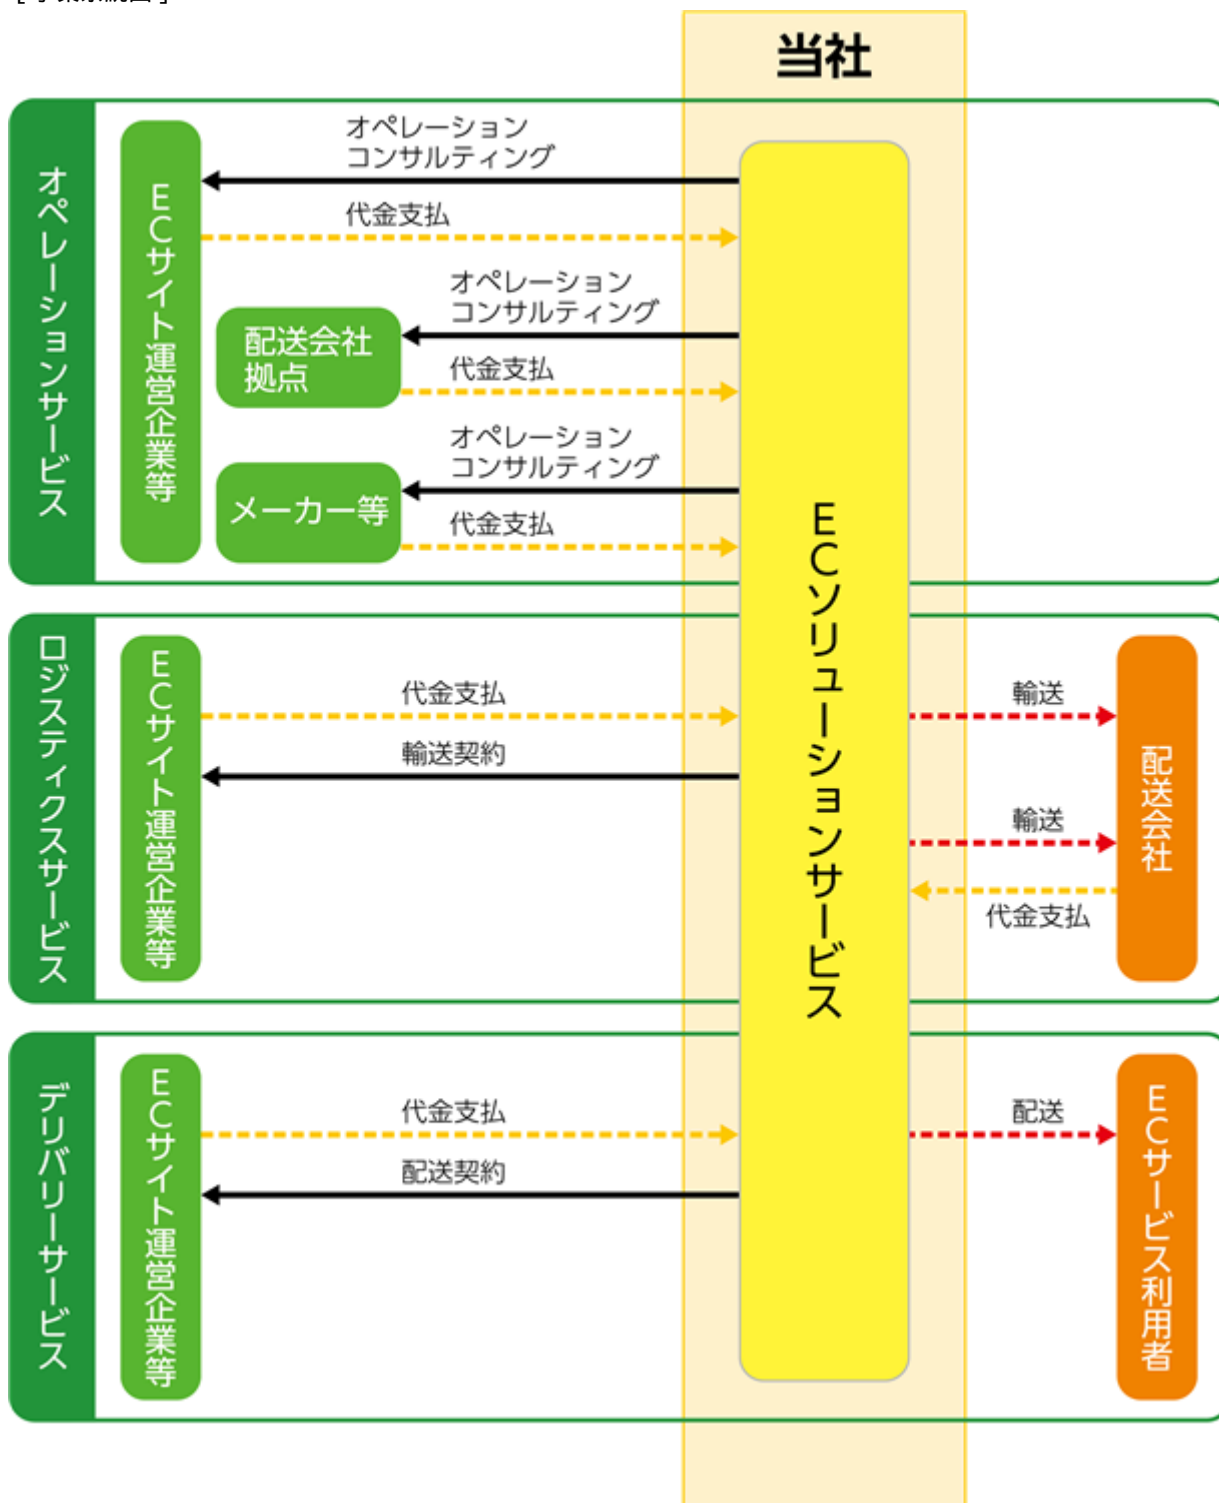 [事業系統図]
当社
オペレーションサービス
ECサイト運営企業等
オペレーション
コンサルティング
代金支払
配送会社
拠点
オペレーション
コンサルティング
代金支払
メーカー等
オペレーション
コンサルティング
代金支払
ECソリューションサービス
ロジスティクスサービス
ECサイト運営企業等
代金支払
輸送契約
輸送
輸送
代金支払
配送会社
デリバリーサービス
ECサイト運営企業等
代金支払
配送契約
配送
ECサービス利用者